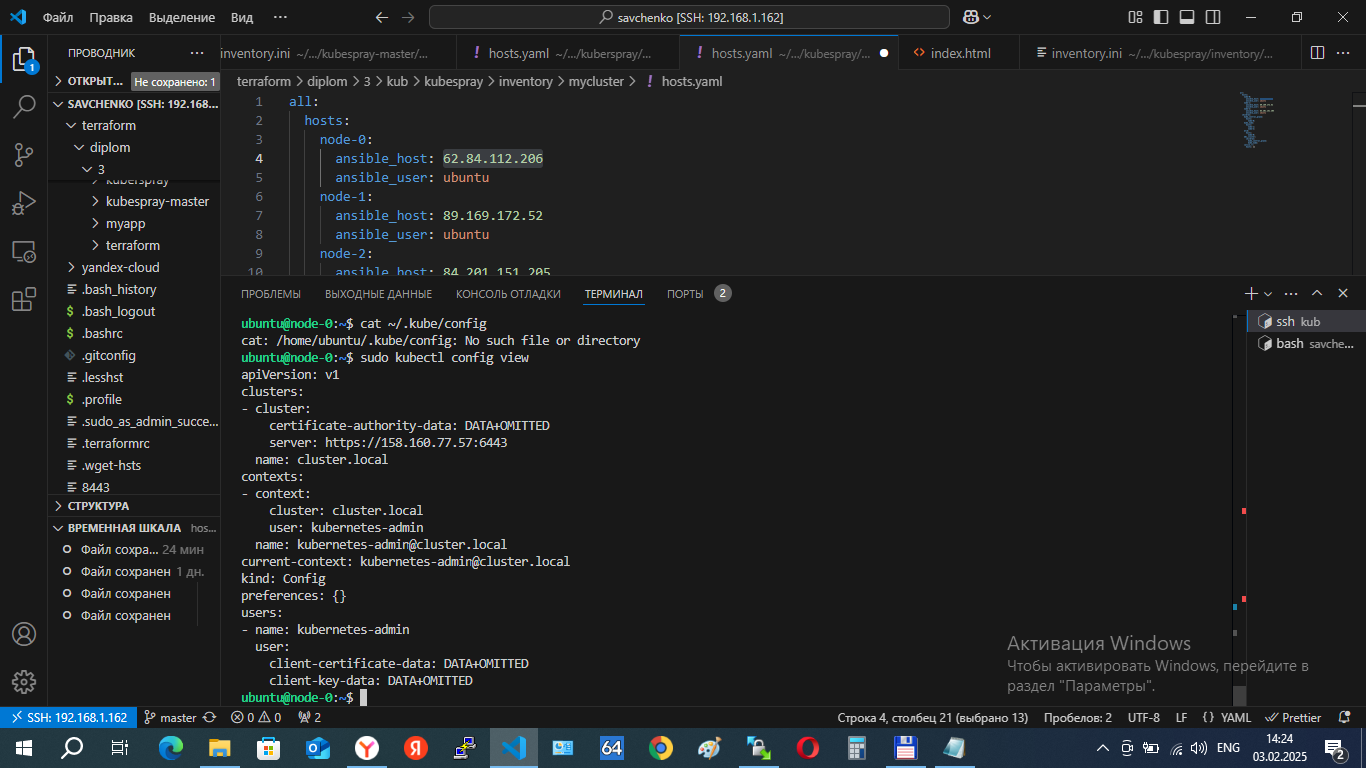 Файл Правка Выделение Вид ··· savchenko [SSH: 192.168.1.162]
ПРОВОДНИК ···
inventory.ini ~/.../kubespray-master/...
hosts.yaml ~/.../kuberspray/...
hosts.yaml ~/.../kubespray/...
index.html
inventory.ini ~/.../kubespray/inventory/...
ОТКРЫТ... Не сохранено: 1
terraform > diplom > 3 > kub > kubespray > inventory > mycluster > hosts.yaml
SAVCHENKO [SSH: 192.168....
terraform
diplom
3
kuberspray
kubespray-master
myapp
terraform
yandex-cloud
.bash_history
.bash_logout
.bashrc
.gitconfig
.lesshst
.profile
.sudo_as_admin_succe...
.terraformrc
.wget-hsts
8443
СТРУКТУРА
ВРЕМЕННАЯ ШКАЛА hos...
Файл сохра... 24 мин
Файл сохранен 1 дн.
Файл сохранен
Файл сохранен
1 all:
2 hosts:
3 node-0:
4 ansible_host: 62.84.112.206
5 ansible_user: ubuntu
6 node-1:
7 ansible_host: 89.169.172.52
8 ansible_user: ubuntu
9 node-2:
10 ansible_host: 84.201.151.205
ПРОБЛЕМЫ ВЫХОДНЫЕ ДАННЫЕ КОНСОЛЬ ОТЛАДКИ ТЕРМИНАЛ ПОРТЫ 2
ubuntu@node-0:~$ cat ~/.kube/config
cat: /home/ubuntu/.kube/config: No such file or directory
ubuntu@node-0:~$ sudo kubectl config view
apiVersion: v1
clusters:
- cluster:
certificate-authority-data: DATA+OMITTED
server: https://158.160.77.57:6443
name: cluster.local
contexts:
- context:
cluster: cluster.local
user: kubernetes-admin
name: kubernetes-admin@cluster.local
current-context: kubernetes-admin@cluster.local
kind: Config
preferences: {}
users:
- name: kubernetes-admin
user:
client-certificate-data: DATA+OMITTED
client-key-data: DATA+OMITTED
ubuntu@node-0:~$
ssh kub
bash savche...
Активация Windows
Чтобы активировать Windows, перейдите в
раздел "Параметры".
SSH: 192.168.1.162 master 0 0 2 Строка 4, столбец 21 (выбрано 13) Пробелов: 2 UTF-8 LF {} YAML Prettier
64 ENG 14:24
03.02.2025 2
1